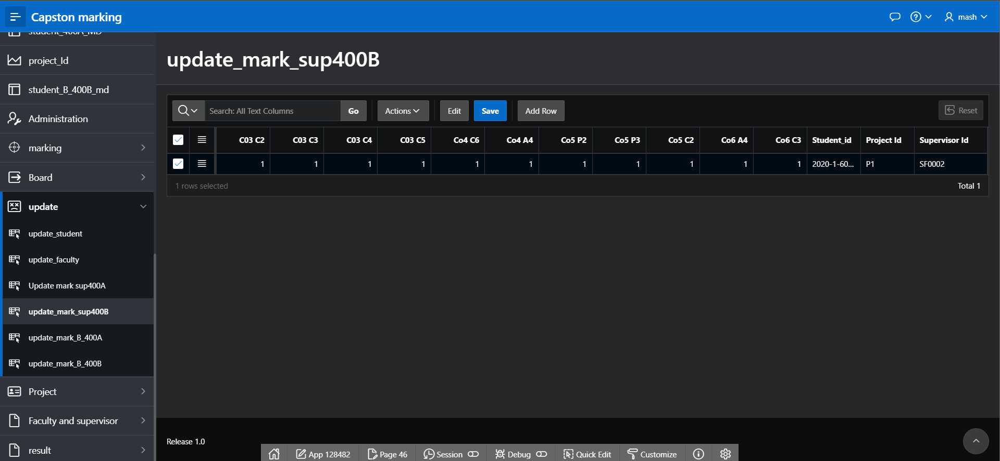 Capston marking
mash
student_400A_MD
project_Id
student_B_400B_md
Administration
marking
Board
update
update_student
update_faculty
Update mark sup400A
update_mark_sup400B
update_mark_B_400A
update_mark_B_400B
Project
Faculty and supervisor
result
update_mark_sup400B
Search: All Text Columns Go Actions Edit Save Add Row Reset
C03 C2 C03 C3 C03 C4 C03 C5 Co4 C6 Co4 A4 Co5 P2 Co5 P3 Co5 C2 Co6 A4 Co6 C3 Student_id Project Id Supervisor Id
1 1 1 1 1 1 1 1 1 1 1 2020-1-60... P1 SF0002
1 rows selected Total 1
Release 1.0
App 128482 Page 46 Session Debug Quick Edit Customize